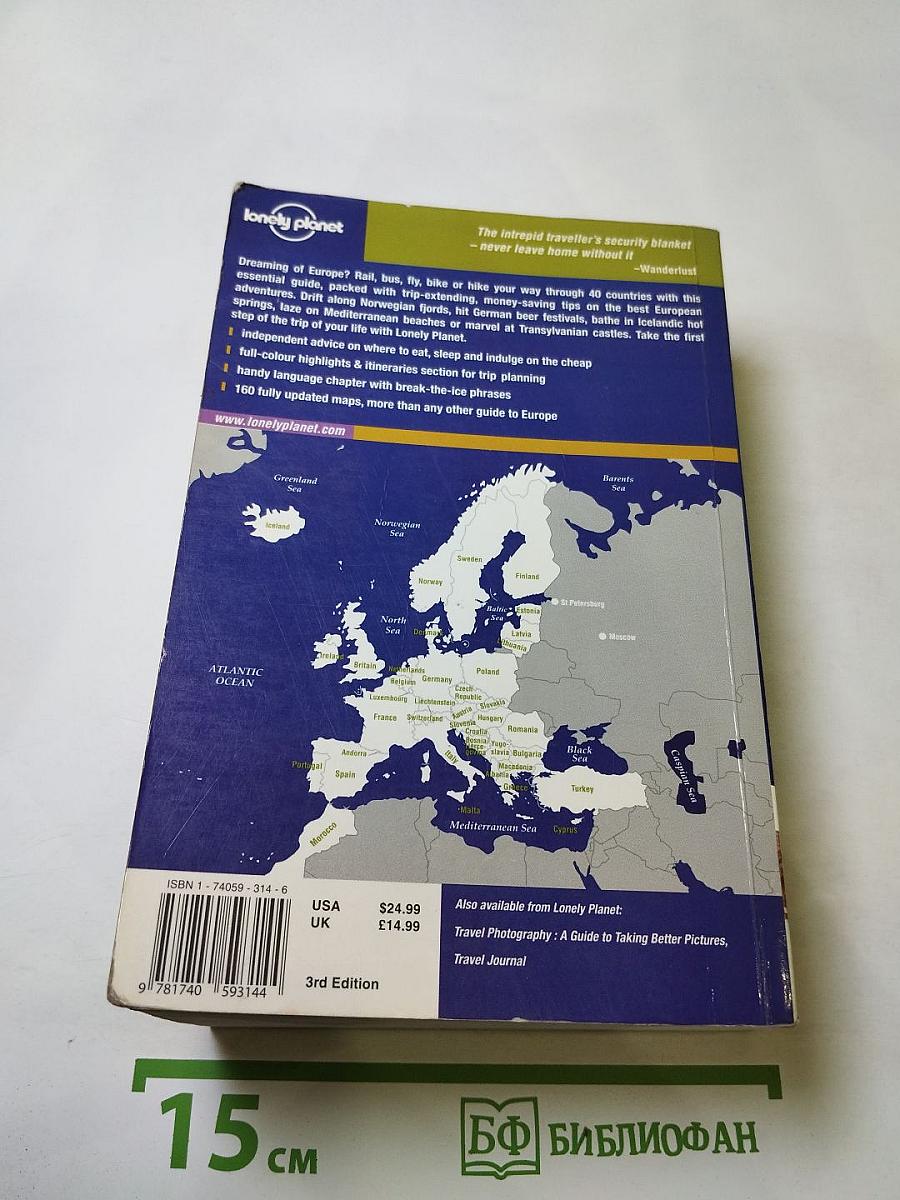 lonely planet
The intrepid traveller's security blanket
– never leave home without it
–Wanderlust
Dreaming of Europe? Rail, bus, fly, bike or hike your way through 40 countries with this
essential guide, packed with trip-extending, money-saving tips on the best European
adventures. Drift along Norwegian fjords, hit German beer festivals, bathe in Icelandic hot
springs, laze on Mediterranean beaches or marvel at Transylvanian castles. Take the first
step of the trip of your life with Lonely Planet.
independent advice on where to eat, sleep and indulge on the cheap
full-colour highlights & itineraries section for trip planning
handy language chapter with break-the-ice phrases
160 fully updated maps, more than any other guide to Europe
www.lonelyplanet.com
Greenland
Sea
Barents
Sea
Iceland
Norwegian
Sea
Sweden
Finland
Norway
St Petersburg
Baltic
Sea
Estonia
North
Sea
Denmark
Latvia
Moscow
Lithuania
Ireland
Britain
Netherlands
Poland
ATLANTIC
OCEAN
Belgium
Germany
Czech
Republic
Luxembourg
Liechtenstein
Slovakia
France
Switzerland
Austria
Hungary
Slovenia
Croatia
Romania
Bosnia
Yugo-
slavia
Bulgaria
Black
Sea
Andorra
Italy
Portugal
Spain
Macedonia
Albania
Greece
Turkey
Caspian Sea
Malta
Morocco
Mediterranean Sea
Cyprus
ISBN 1 - 74059 - 314 - 6
USA $24.99
UK £14.99
3rd Edition
9 781740 593144
Also available from Lonely Planet:
Travel Photography : A Guide to Taking Better Pictures,
Travel Journal
15 см
БФ БИБЛИОФАН